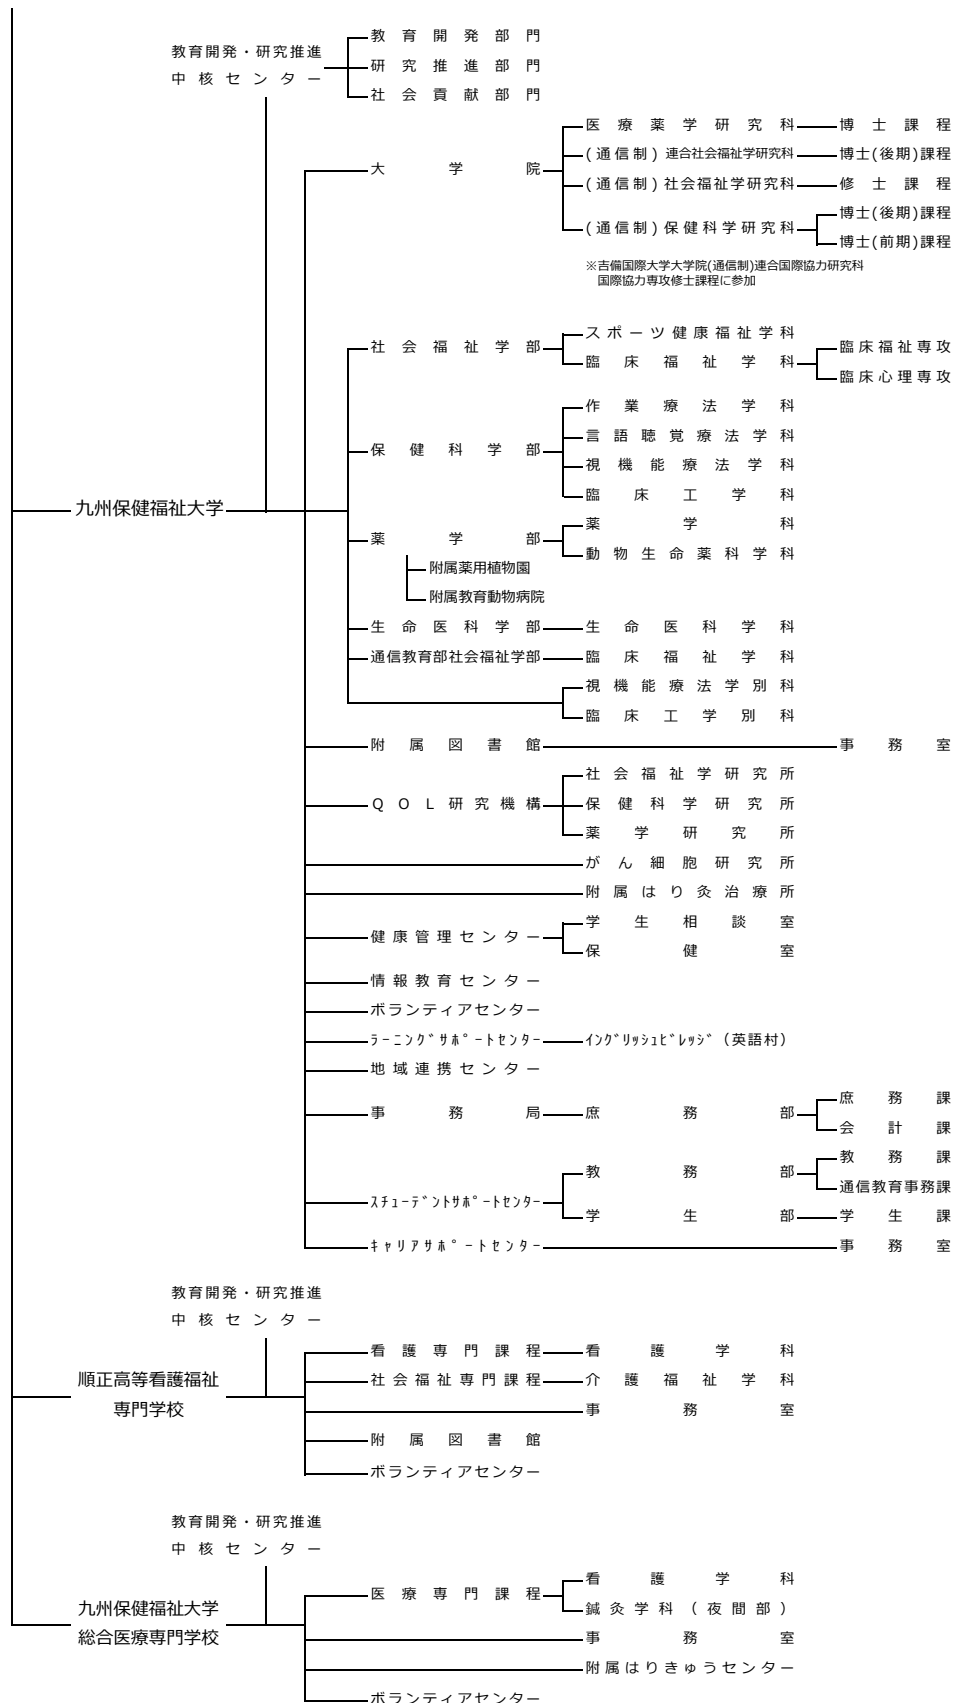 教育開発・研究推進
中核センター
教育開発部門
研究推進部門
社会貢献部門
大学院
医療薬学研究科
博士課程
(通信制)連合社会福祉学研究科
博士(後期)課程
(通信制)社会福祉学研究科
修士課程
(通信制)保健科学研究科
博士(後期)課程
博士(前期)課程
※吉備国際大学大学院(通信制)連合国際協力研究科
国際協力専攻修士課程に参加
九州保健福祉大学
社会福祉学部
スポーツ健康福祉学科
臨床福祉学科
臨床福祉専攻
臨床心理専攻
保健科学部
作業療法学科
言語聴覚療法学科
視機能療法学科
臨床工学科
薬学部
薬学科
動物生命薬科学科
附属薬用植物園
附属教育動物病院
生命医科学部
生命医科学科
通信教育部社会福祉学部
臨床福祉学科
視機能療法学別科
臨床工学別科
附属図書館
事務室
QOL研究機構
社会福祉学研究所
保健科学研究所
薬学研究所
がん細胞研究所
附属はり灸治療所
健康管理センター
学生相談室
保健室
情報教育センター
ボランティアセンター
ﾗｰﾆﾝｸﾞｻﾎﾟｰﾄｾﾝﾀｰ
ｲﾝｸﾞﾘｯｼｭﾋﾞﾚｯｼﾞ(英語村)
地域連携センター
事務局
庶務部
庶務課
会計課
ｽﾁｭｰﾃﾞﾝﾄｻﾎﾟｰﾄｾﾝﾀｰ
教務部
教務課
通信教育事務課
学生部
学生課
ｷｬﾘｱｻﾎﾟｰﾄｾﾝﾀｰ
事務室
教育開発・研究推進
中核センター
順正高等看護福祉
専門学校
看護専門課程
看護学科
社会福祉専門課程
介護福祉学科
事務室
附属図書館
ボランティアセンター
教育開発・研究推進
中核センター
九州保健福祉大学
総合医療専門学校
医療専門課程
看護学科
鍼灸学科(夜間部)
事務室
附属はりきゅうセンター
ボランティアセンター